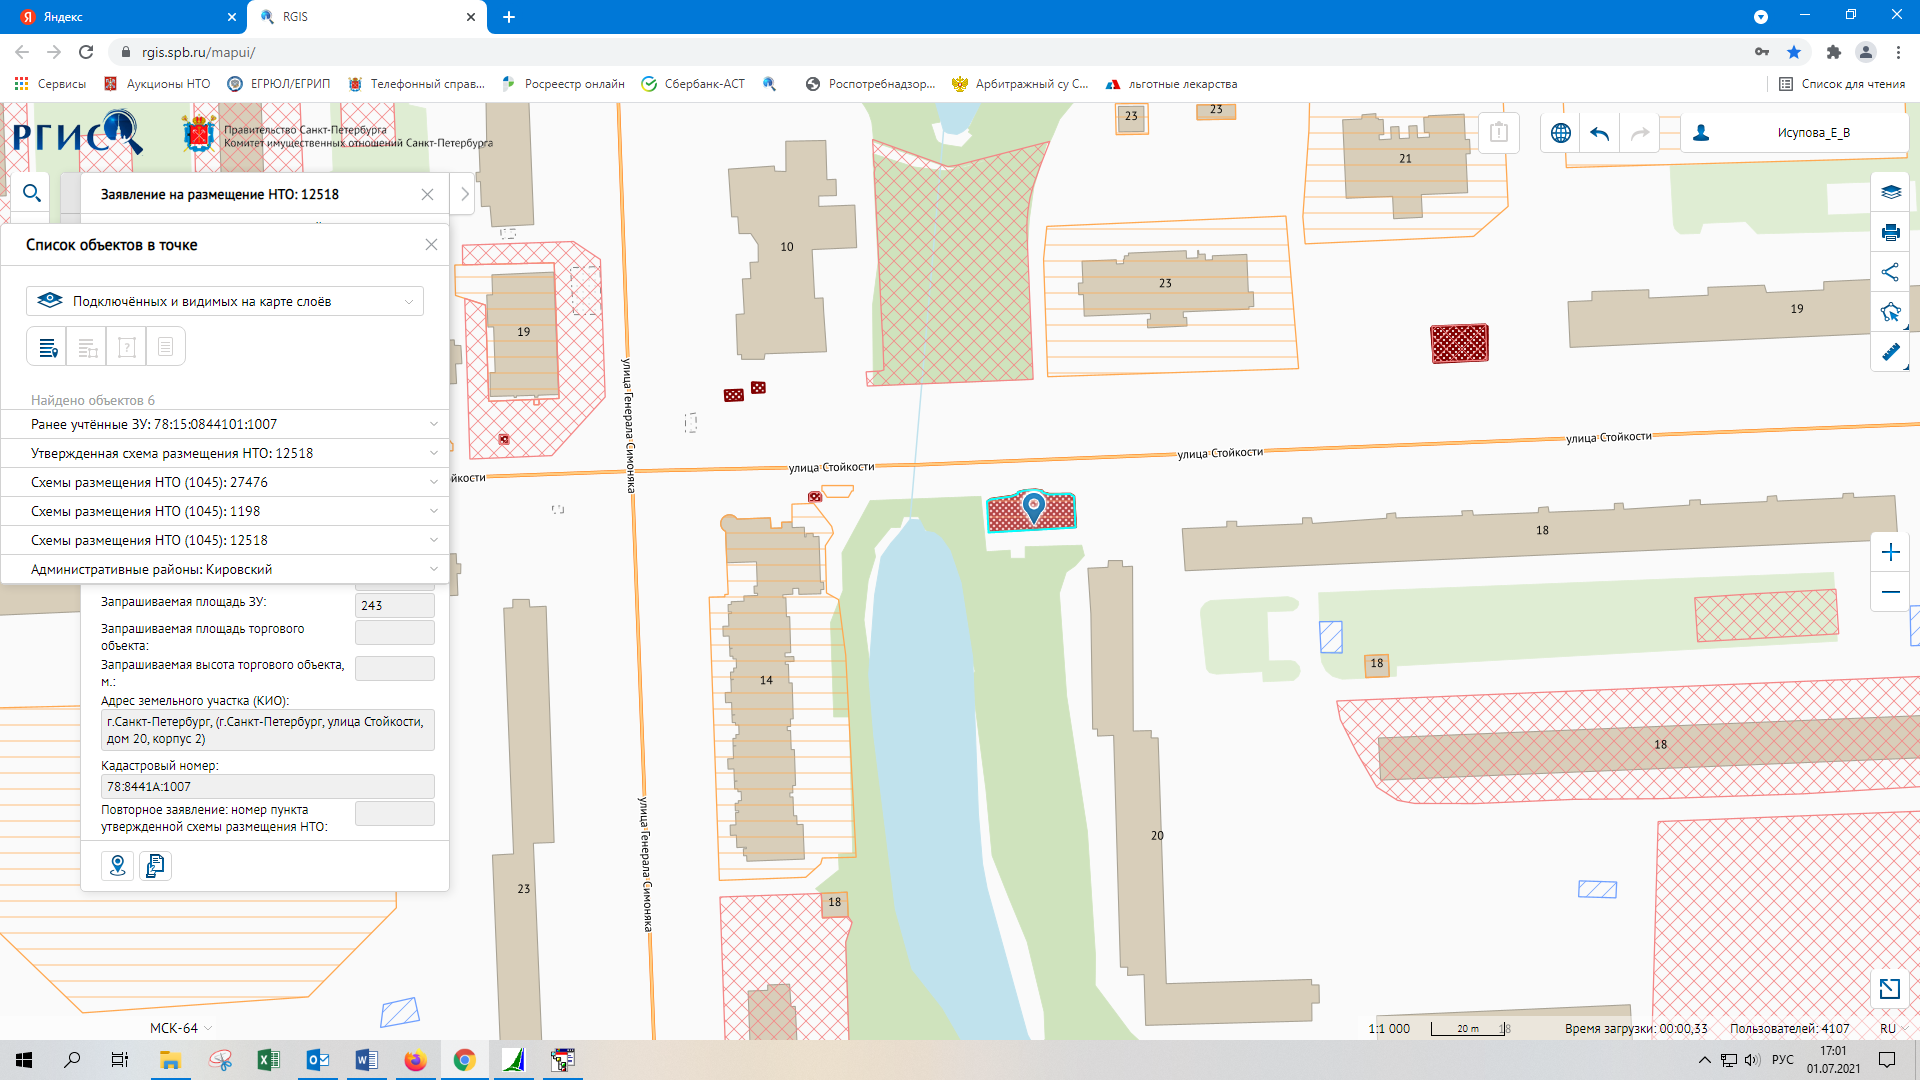 Яндекс
RGIS
rgis.spb.ru/mapui/
Сервисы
Аукционы НТО
ЕГРЮЛ/ЕГРИП
Телефонный справ...
Росреестр онлайн
Сбербанк-АСТ
Роспотребнадзор...
Арбитражный су С...
льготные лекарства
Список для чтения
РГИС
Правительство Санкт-Петербурга
Комитет имущественных отношений Санкт-Петербурга
Исупова_Е_В
Заявление на размещение НТО: 12518
Список объектов в точке
Подключённых и видимых на карте слоёв
Найдено объектов 6
Ранее учтённые ЗУ: 78:15:0844101:1007
Утвержденная схема размещения НТО: 12518
Схемы размещения НТО (1045): 27476
Схемы размещения НТО (1045): 1198
Схемы размещения НТО (1045): 12518
Административные районы: Кировский
Запрашиваемая площадь ЗУ:
243
Запрашиваемая площадь торгового
объекта:
Запрашиваемая высота торгового объекта,
м.:
Адрес земельного участка (КИО):
г.Санкт-Петербург, (г.Санкт-Петербург, улица Стойкости,
дом 20, корпус 2)
Кадастровый номер:
78:8441А:1007
Повторное заявление: номер пункта
утвержденной схемы размещения НТО:
23
23
21
10
23
19
19
улица Генерала Симоняка
йкости
улица Стойкости
улица Стойкости
улица Стойкости
18
14
18
18
20
улица Генерала Симоняка
23
18
МСК-64
1:1 000
20 m
18
Время загрузки: 00:00,33
Пользователей: 4107
RU
РУС
17:01
01.07.2021